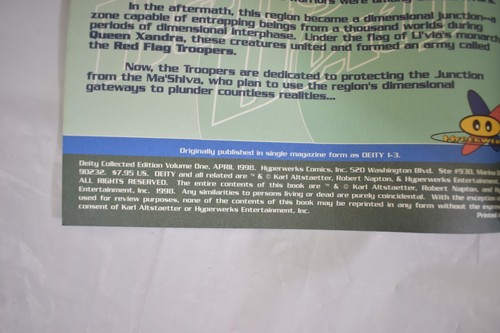 In the aftermath, this region became a dimensional junction—a
zone capable of entrapping beings from a thousand worlds during
periods of dimensional interphase. Under the flag of Li'via's monarch
Queen Xandra, these creatures united and formed an army called
the Red Flag Troopers.
Now, the Troopers are dedicated to protecting the Junction
from the Ma'Shiva, who plan to use the region's dimensional
gateways to plunder countless realities...
Originally published in single magazine form as DEITY 1-3.
Deity Collected Edition Volume One, APRIL 1998. Hyperwerks Comics, Inc. 520 Washington Blvd. Ste #930, Marina
90232. $7.95 US. DEITY and all related are ™ & © Karl Altstaetter, Robert Napton, & Hyperwerks Entertainment,
ALL RIGHTS RESERVED. The entire contents of this book are ™ & © Karl Altstaetter, Robert Napton, and
Entertainment, Inc. 1998. Any similarities to persons living or dead are purely coincidental. With the exception
used for review purposes, none of the contents of this book may be reprinted in any form without the
consent of Karl Altstaetter or Hyperwerks Entertainment, Inc.
Printed